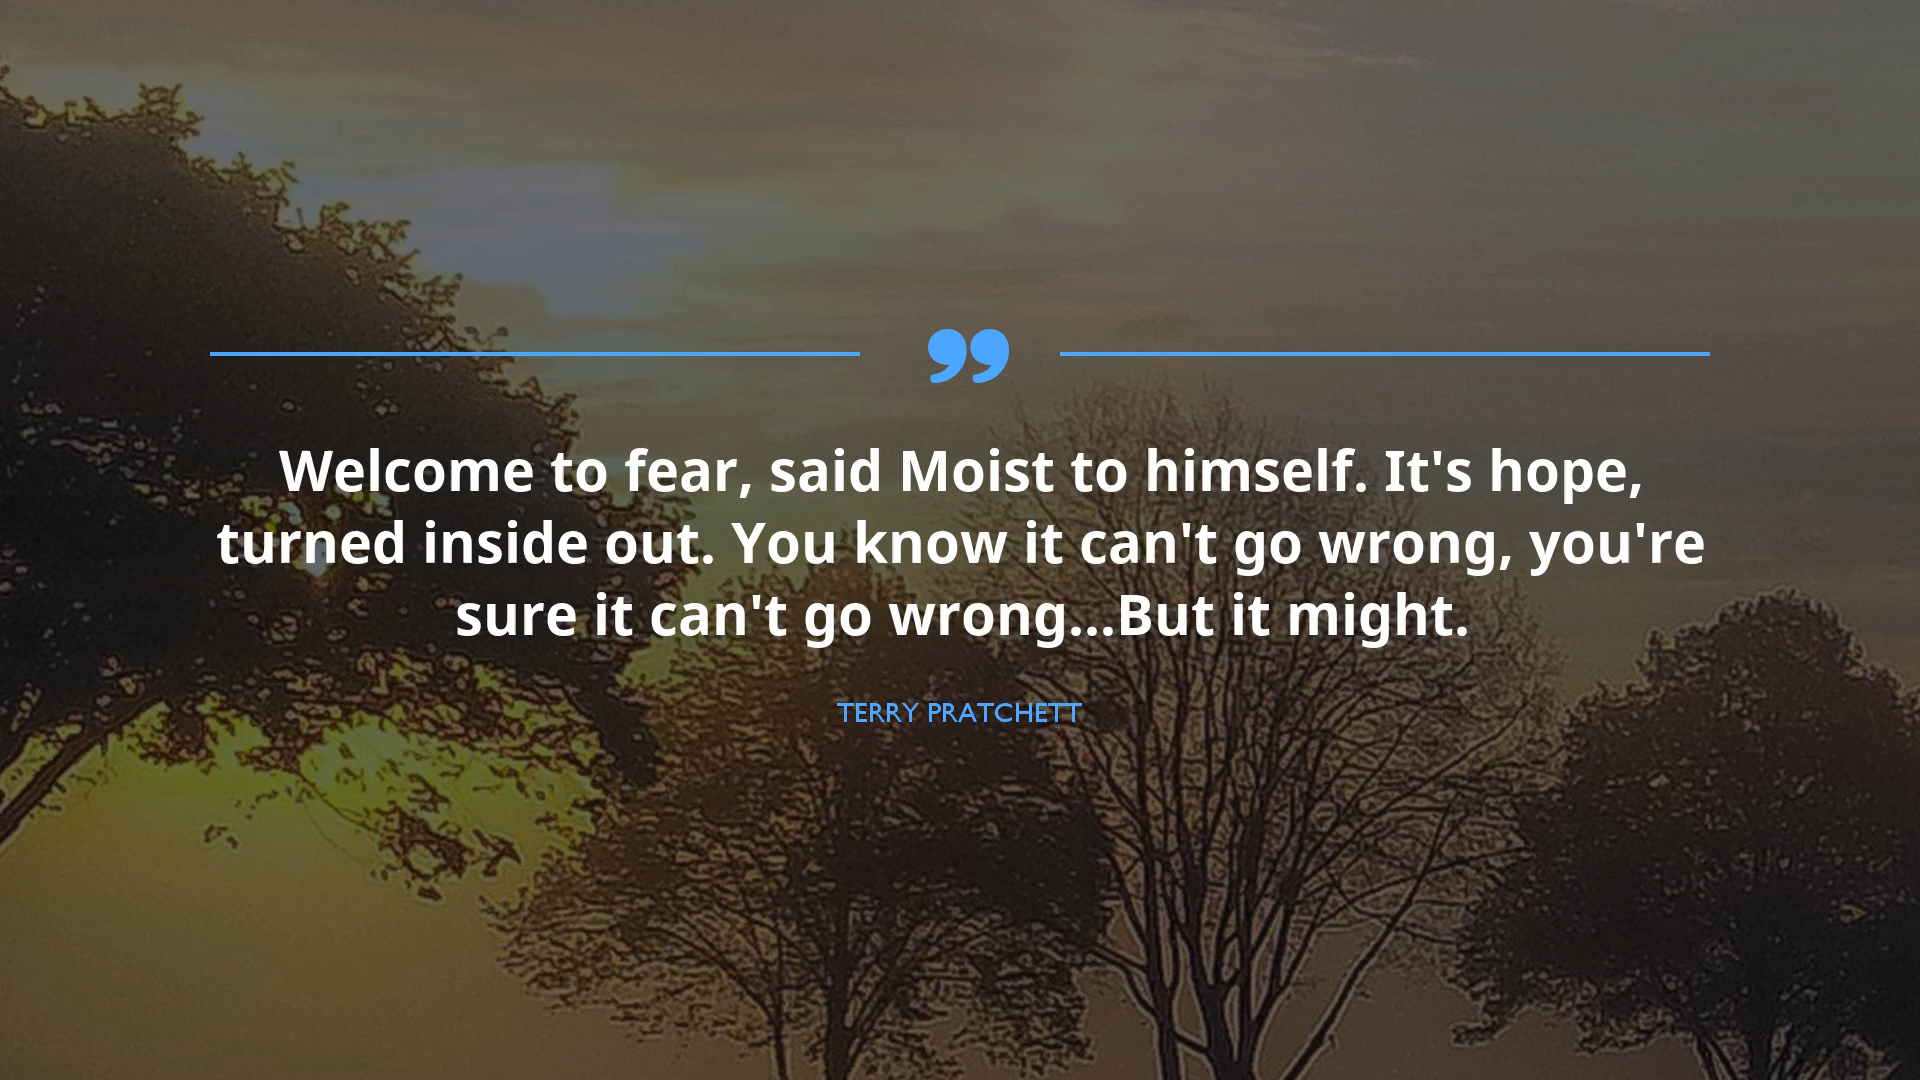 ”
Welcome to fear, said Moist to himself. It's hope,
turned inside out. You know it can't go wrong, you're
sure it can't go wrong...But it might.
TERRY PRATCHETT